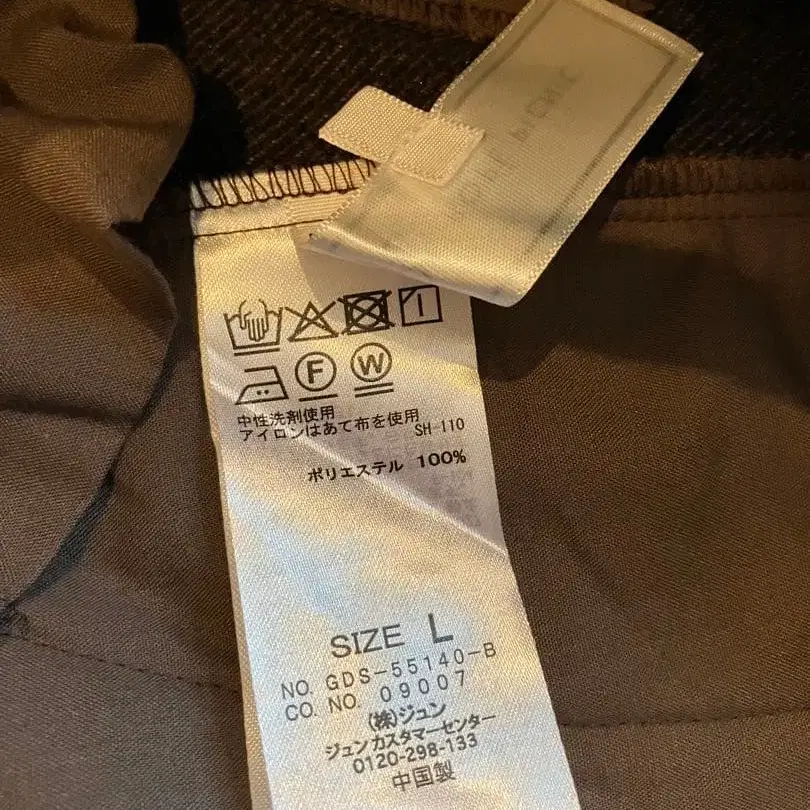 F W
中性洗剤使用
アイロンはあて布を使用
SH 110
ポリエステル 100%
SIZE L
NO. GDS-55140-B
CO. NO. 09007
(株)ジュン
ジュン カスタマーセンター
0120-298-133
中国製